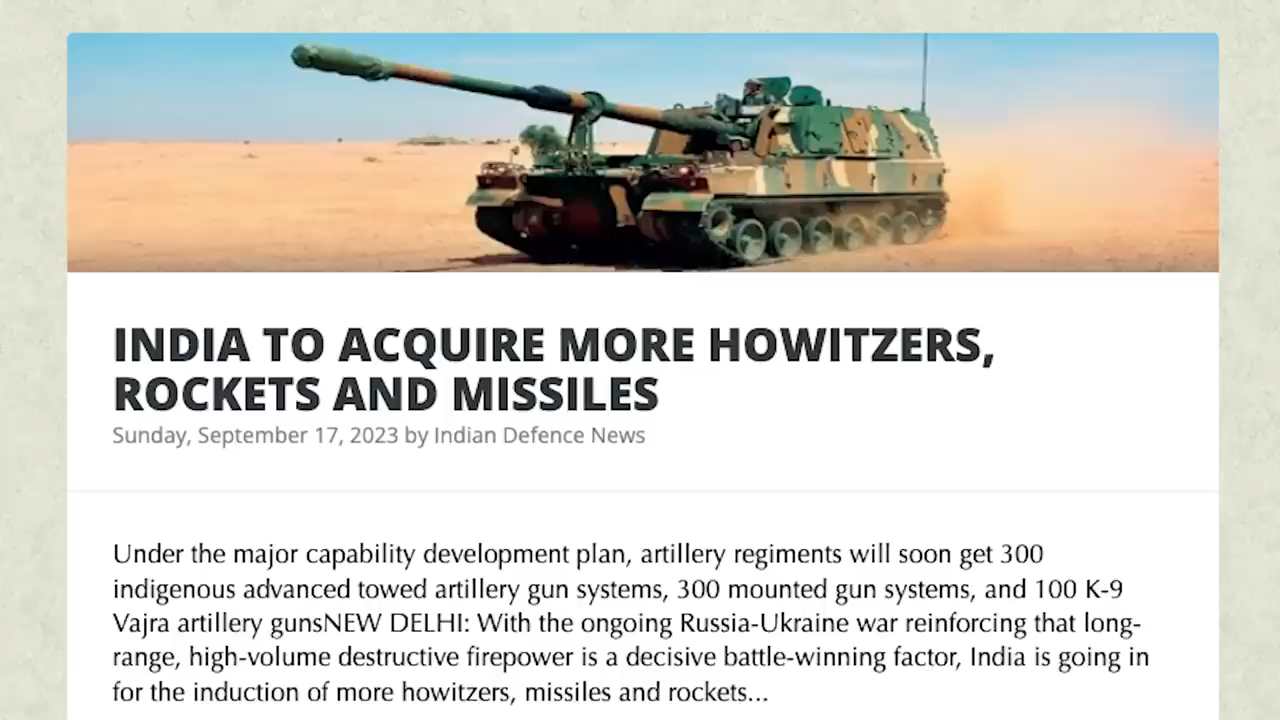 INDIA TO ACQUIRE MORE HOWITZERS,
ROCKETS AND MISSILES
Sunday, September 17, 2023 by Indian Defence News
Under the major capability development plan, artillery regiments will soon get 300
indigenous advanced towed artillery gun systems, 300 mounted gun systems, and 100 K-9
Vajra artillery gunsNEW DELHI: With the ongoing Russia-Ukraine war reinforcing that long-
range, high-volume destructive firepower is a decisive battle-winning factor, India is going in
for the induction of more howitzers, missiles and rockets...